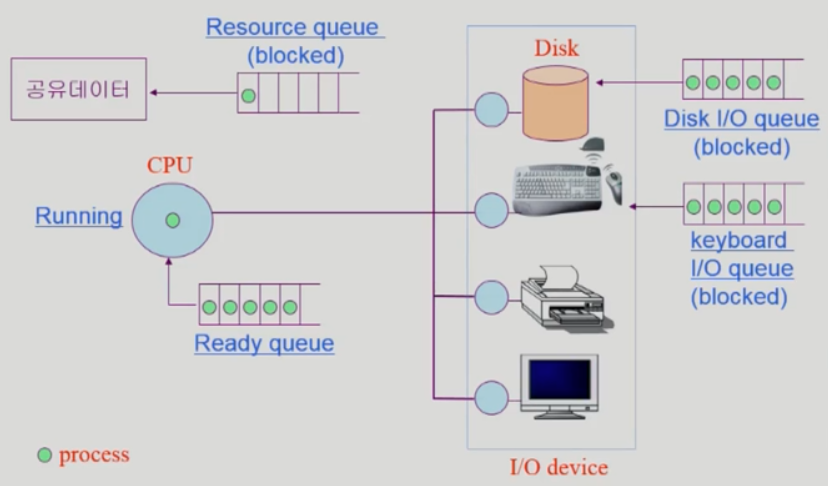 Resource queue
(blocked)
공유데이터
Disk
Disk I/O queue
(blocked)
CPU
Running
keyboard
I/O queue
(blocked)
Ready queue
process
I/O device